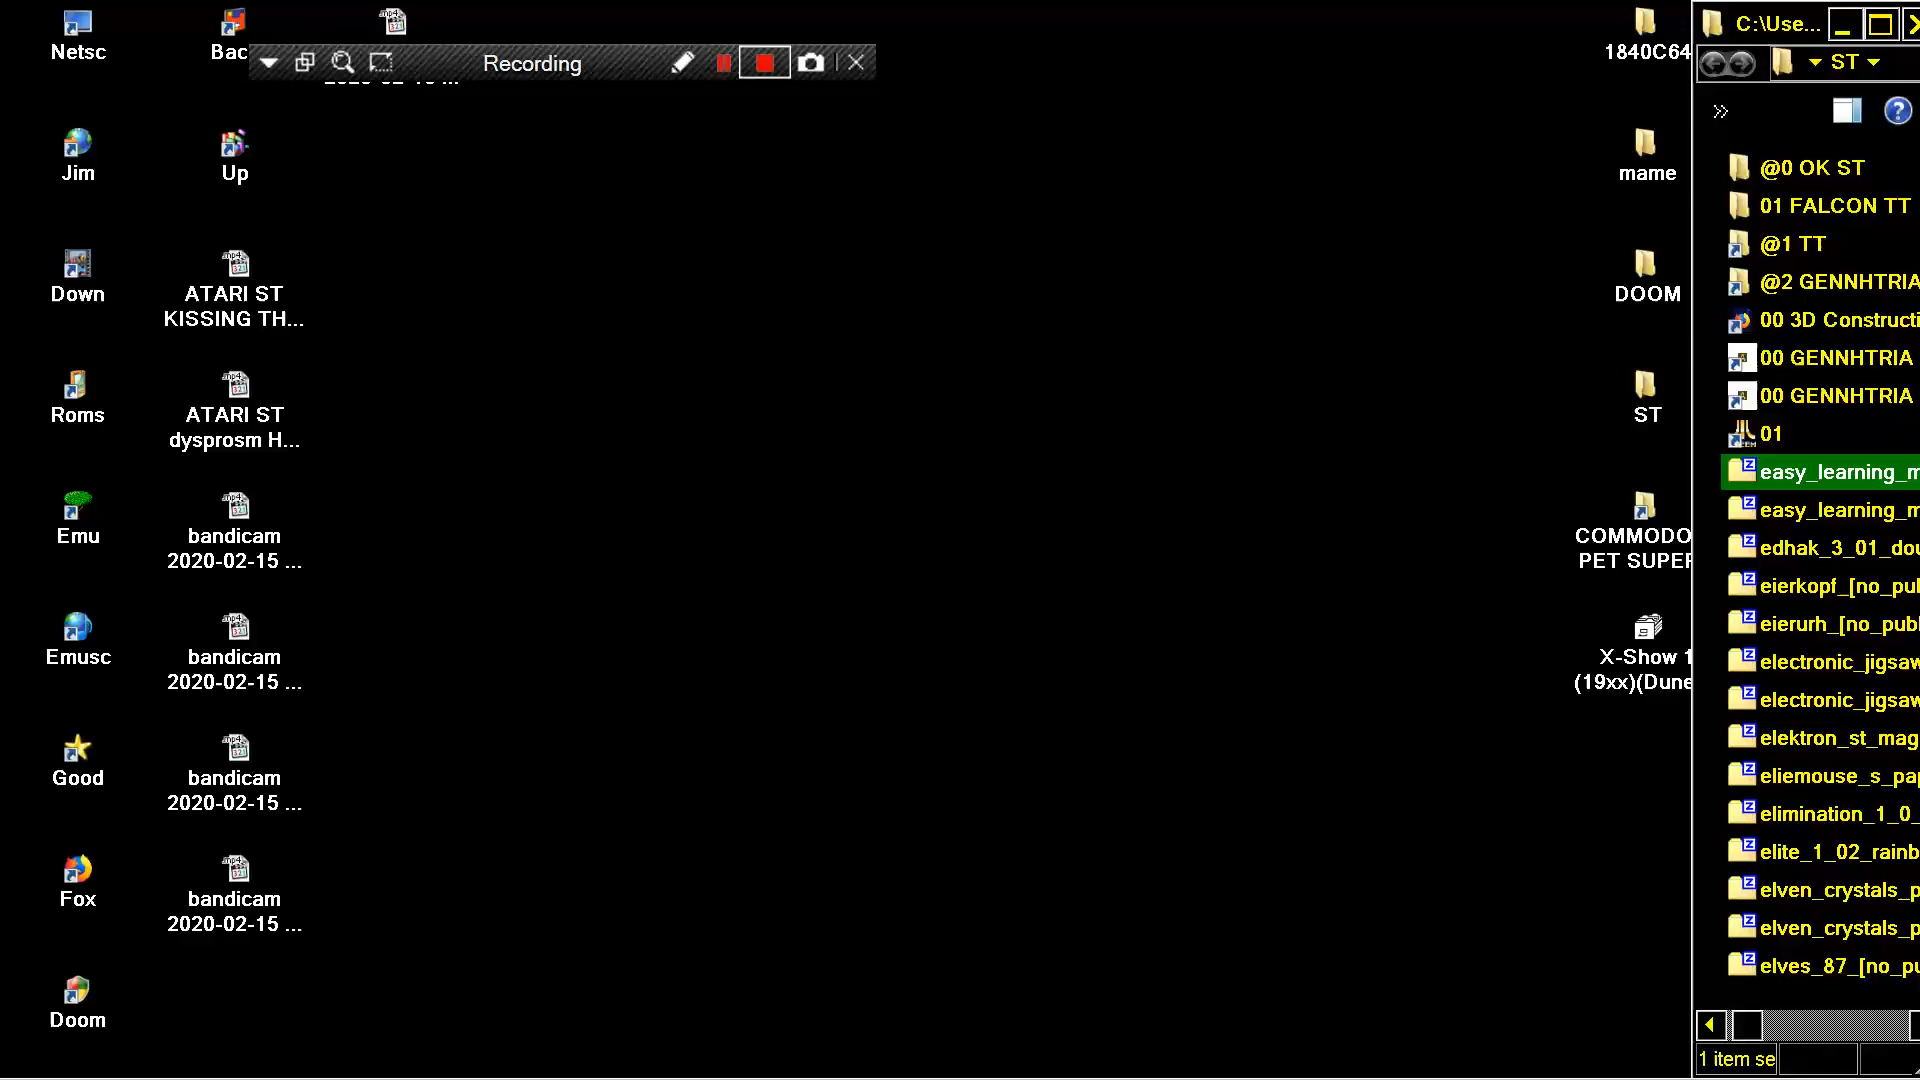 Netsc
Bac
Recording
Jim
Up
Down
ATARI ST
KISSING TH...
Roms
ATARI ST
dysprosm H...
Emu
bandicam
2020-02-15 ...
Emusc
bandicam
2020-02-15 ...
Good
bandicam
2020-02-15 ...
Fox
bandicam
2020-02-15 ...
Doom
1840C64
mame
DOOM
ST
COMMODO
PET SUPER
X-Show 1
(19xx)(Dune
C:\Use...
ST
@0 OK ST
01 FALCON TT
@1 TT
@2 GENNHTRIA
00 3D Constructi
00 GENNHTRIA
00 GENNHTRIA
01
easy_learning_m
easy_learning_m
edhak_3_01_dou
eierkopf_[no_pul
eierurh_[no_publ
electronic_jigsaw
electronic_jigsaw
elektron_st_mag
eliemouse_s_pap
elimination_1_0_
elite_1_02_rainb
elven_crystals_p
elven_crystals_p
elves_87_[no_pu
1 item se